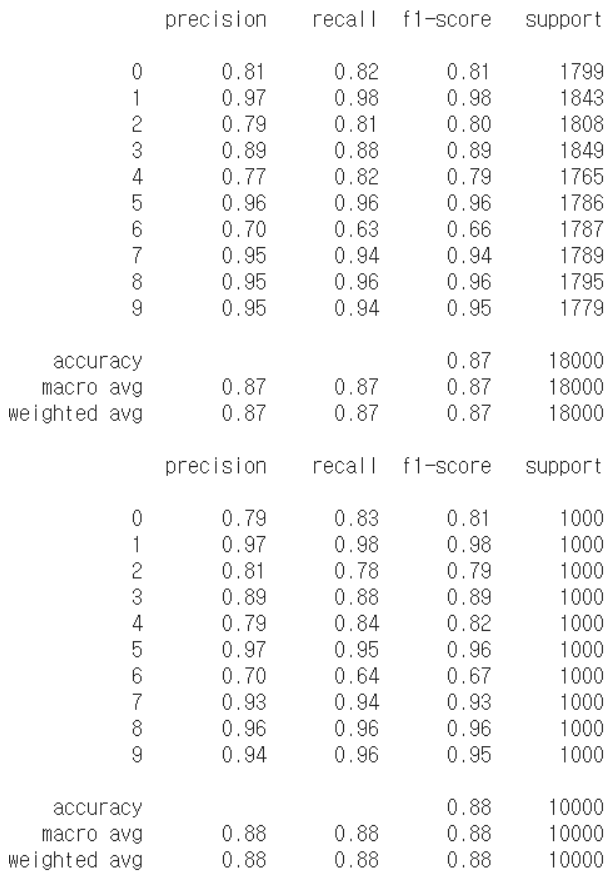 precision recall f1-score support
0 0.81 0.82 0.81 1799
1 0.97 0.98 0.98 1843
2 0.79 0.81 0.80 1808
3 0.89 0.88 0.89 1849
4 0.77 0.82 0.79 1765
5 0.96 0.96 0.96 1786
6 0.70 0.63 0.66 1787
7 0.95 0.94 0.94 1789
8 0.95 0.96 0.96 1795
9 0.95 0.94 0.95 1779
accuracy 0.87 18000
macro avg 0.87 0.87 0.87 18000
weighted avg 0.87 0.87 0.87 18000
precision recall f1-score support
0 0.79 0.83 0.81 1000
1 0.97 0.98 0.98 1000
2 0.81 0.78 0.79 1000
3 0.89 0.88 0.89 1000
4 0.79 0.84 0.82 1000
5 0.97 0.95 0.96 1000
6 0.70 0.64 0.67 1000
7 0.93 0.94 0.93 1000
8 0.96 0.96 0.96 1000
9 0.94 0.96 0.95 1000
accuracy 0.88 10000
macro avg 0.88 0.88 0.88 10000
weighted avg 0.88 0.88 0.88 10000